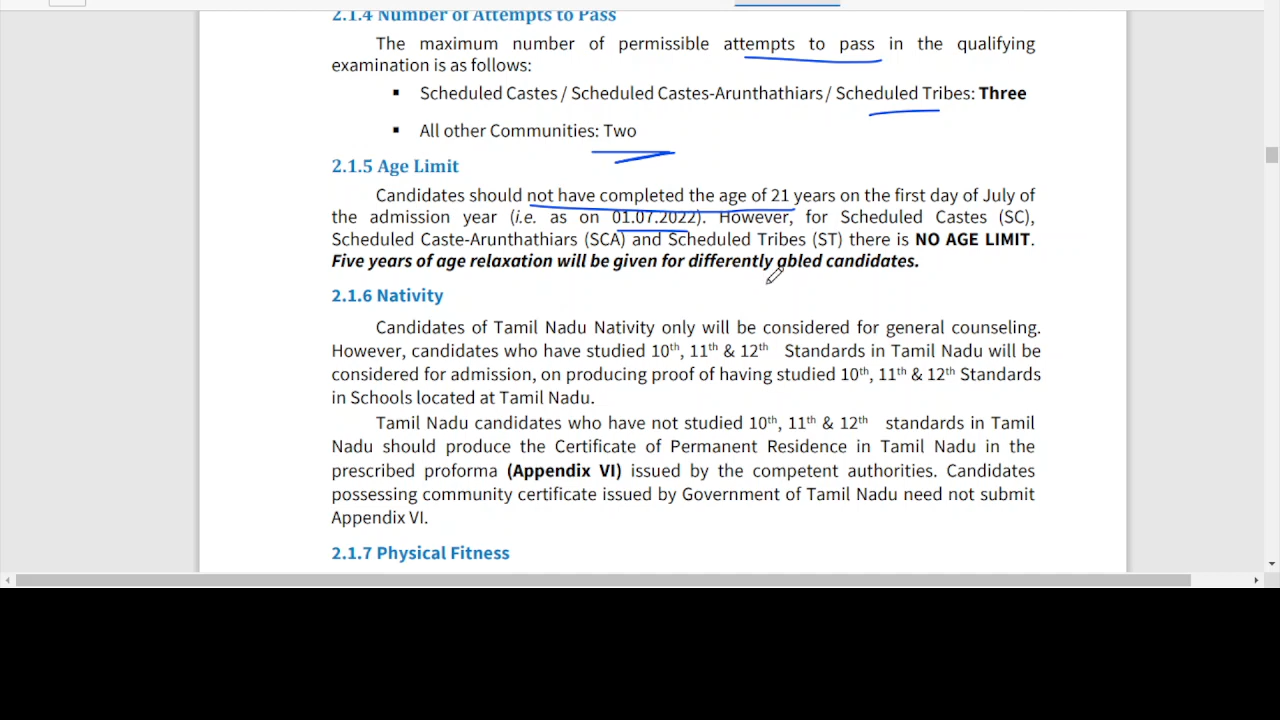 2.1.4 Number of Attempts to Pass
The maximum number of permissible attempts to pass in the qualifying
examination is as follows:
▪ Scheduled Castes / Scheduled Castes-Arunthathiars / Scheduled Tribes: Three
▪ All other Communities: Two
2.1.5 Age Limit
Candidates should not have completed the age of 21 years on the first day of July of
the admission year (i.e. as on 01.07.2022). However, for Scheduled Castes (SC),
Scheduled Caste-Arunthathiars (SCA) and Scheduled Tribes (ST) there is NO AGE LIMIT.
Five years of age relaxation will be given for differently abled candidates.
2.1.6 Nativity
Candidates of Tamil Nadu Nativity only will be considered for general counseling.
However, candidates who have studied 10th, 11th & 12th Standards in Tamil Nadu will be
considered for admission, on producing proof of having studied 10th, 11th & 12th Standards
in Schools located at Tamil Nadu.
Tamil Nadu candidates who have not studied 10th, 11th & 12th standards in Tamil
Nadu should produce the Certificate of Permanent Residence in Tamil Nadu in the
prescribed proforma (Appendix VI) issued by the competent authorities. Candidates
possessing community certificate issued by Government of Tamil Nadu need not submit
Appendix VI.
2.1.7 Physical Fitness